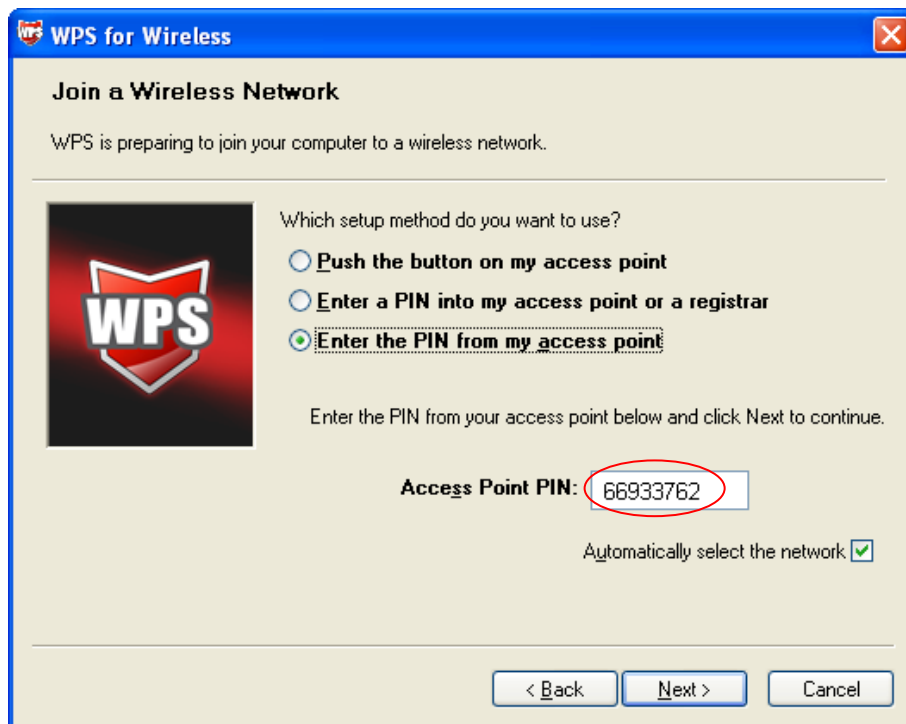 WPS for Wireless
Join a Wireless Network
WPS is preparing to join your computer to a wireless network.
WPS
Which setup method do you want to use?
Push the button on my access point
Enter a PIN into my access point or a registrar
Enter the PIN from my access point
Enter the PIN from your access point below and click Next to continue.
Access Point PIN: 66933762
Automatically select the network
< Back Next > Cancel